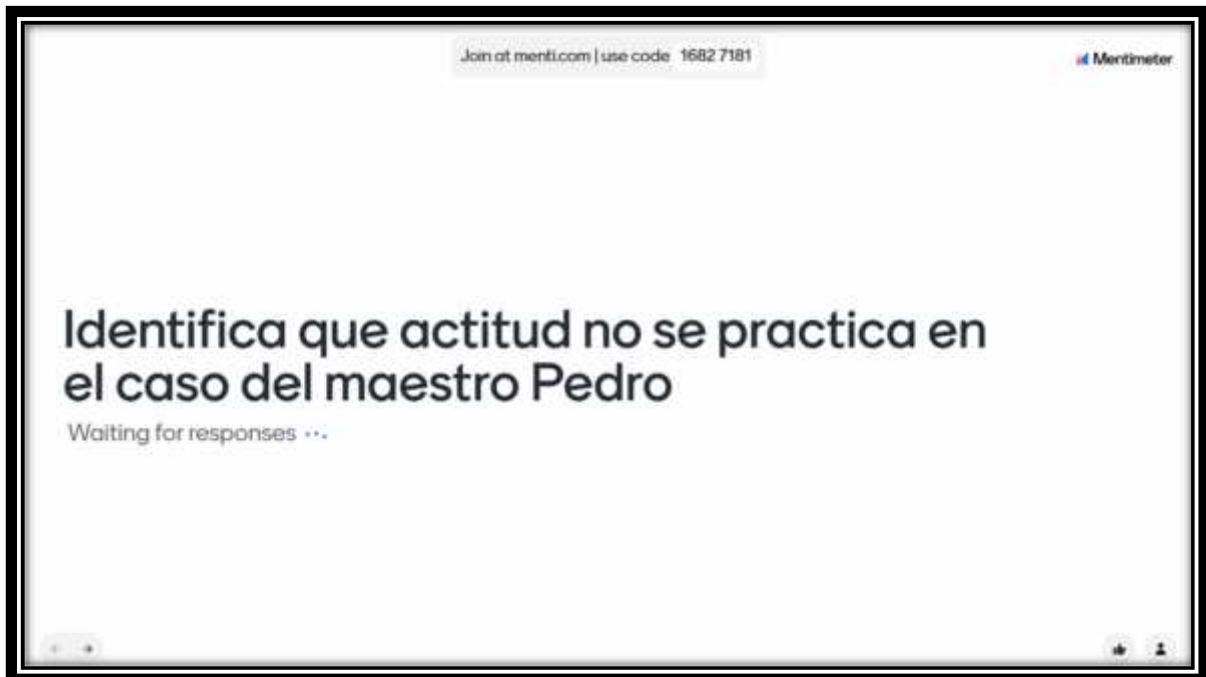 Join at menti.com | use code 1682 7181
Mentimeter
Identifica que actitud no se practica en
el caso del maestro Pedro
Waiting for responses